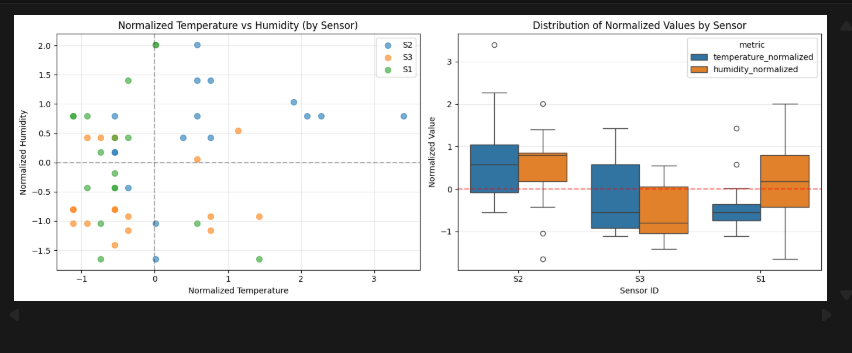 Normalized Temperature vs Humidity (by Sensor)
2.0
1.5
1.0
0.5
0.0
−0.5
−1.0
−1.5
Normalized Humidity
S2
S3
S1
−1
0
1
2
3
Normalized Temperature
Distribution of Normalized Values by Sensor
3
2
1
0
−1
Normalized Value
metric
temperature_normalized
humidity_normalized
S2
S3
S1
Sensor ID